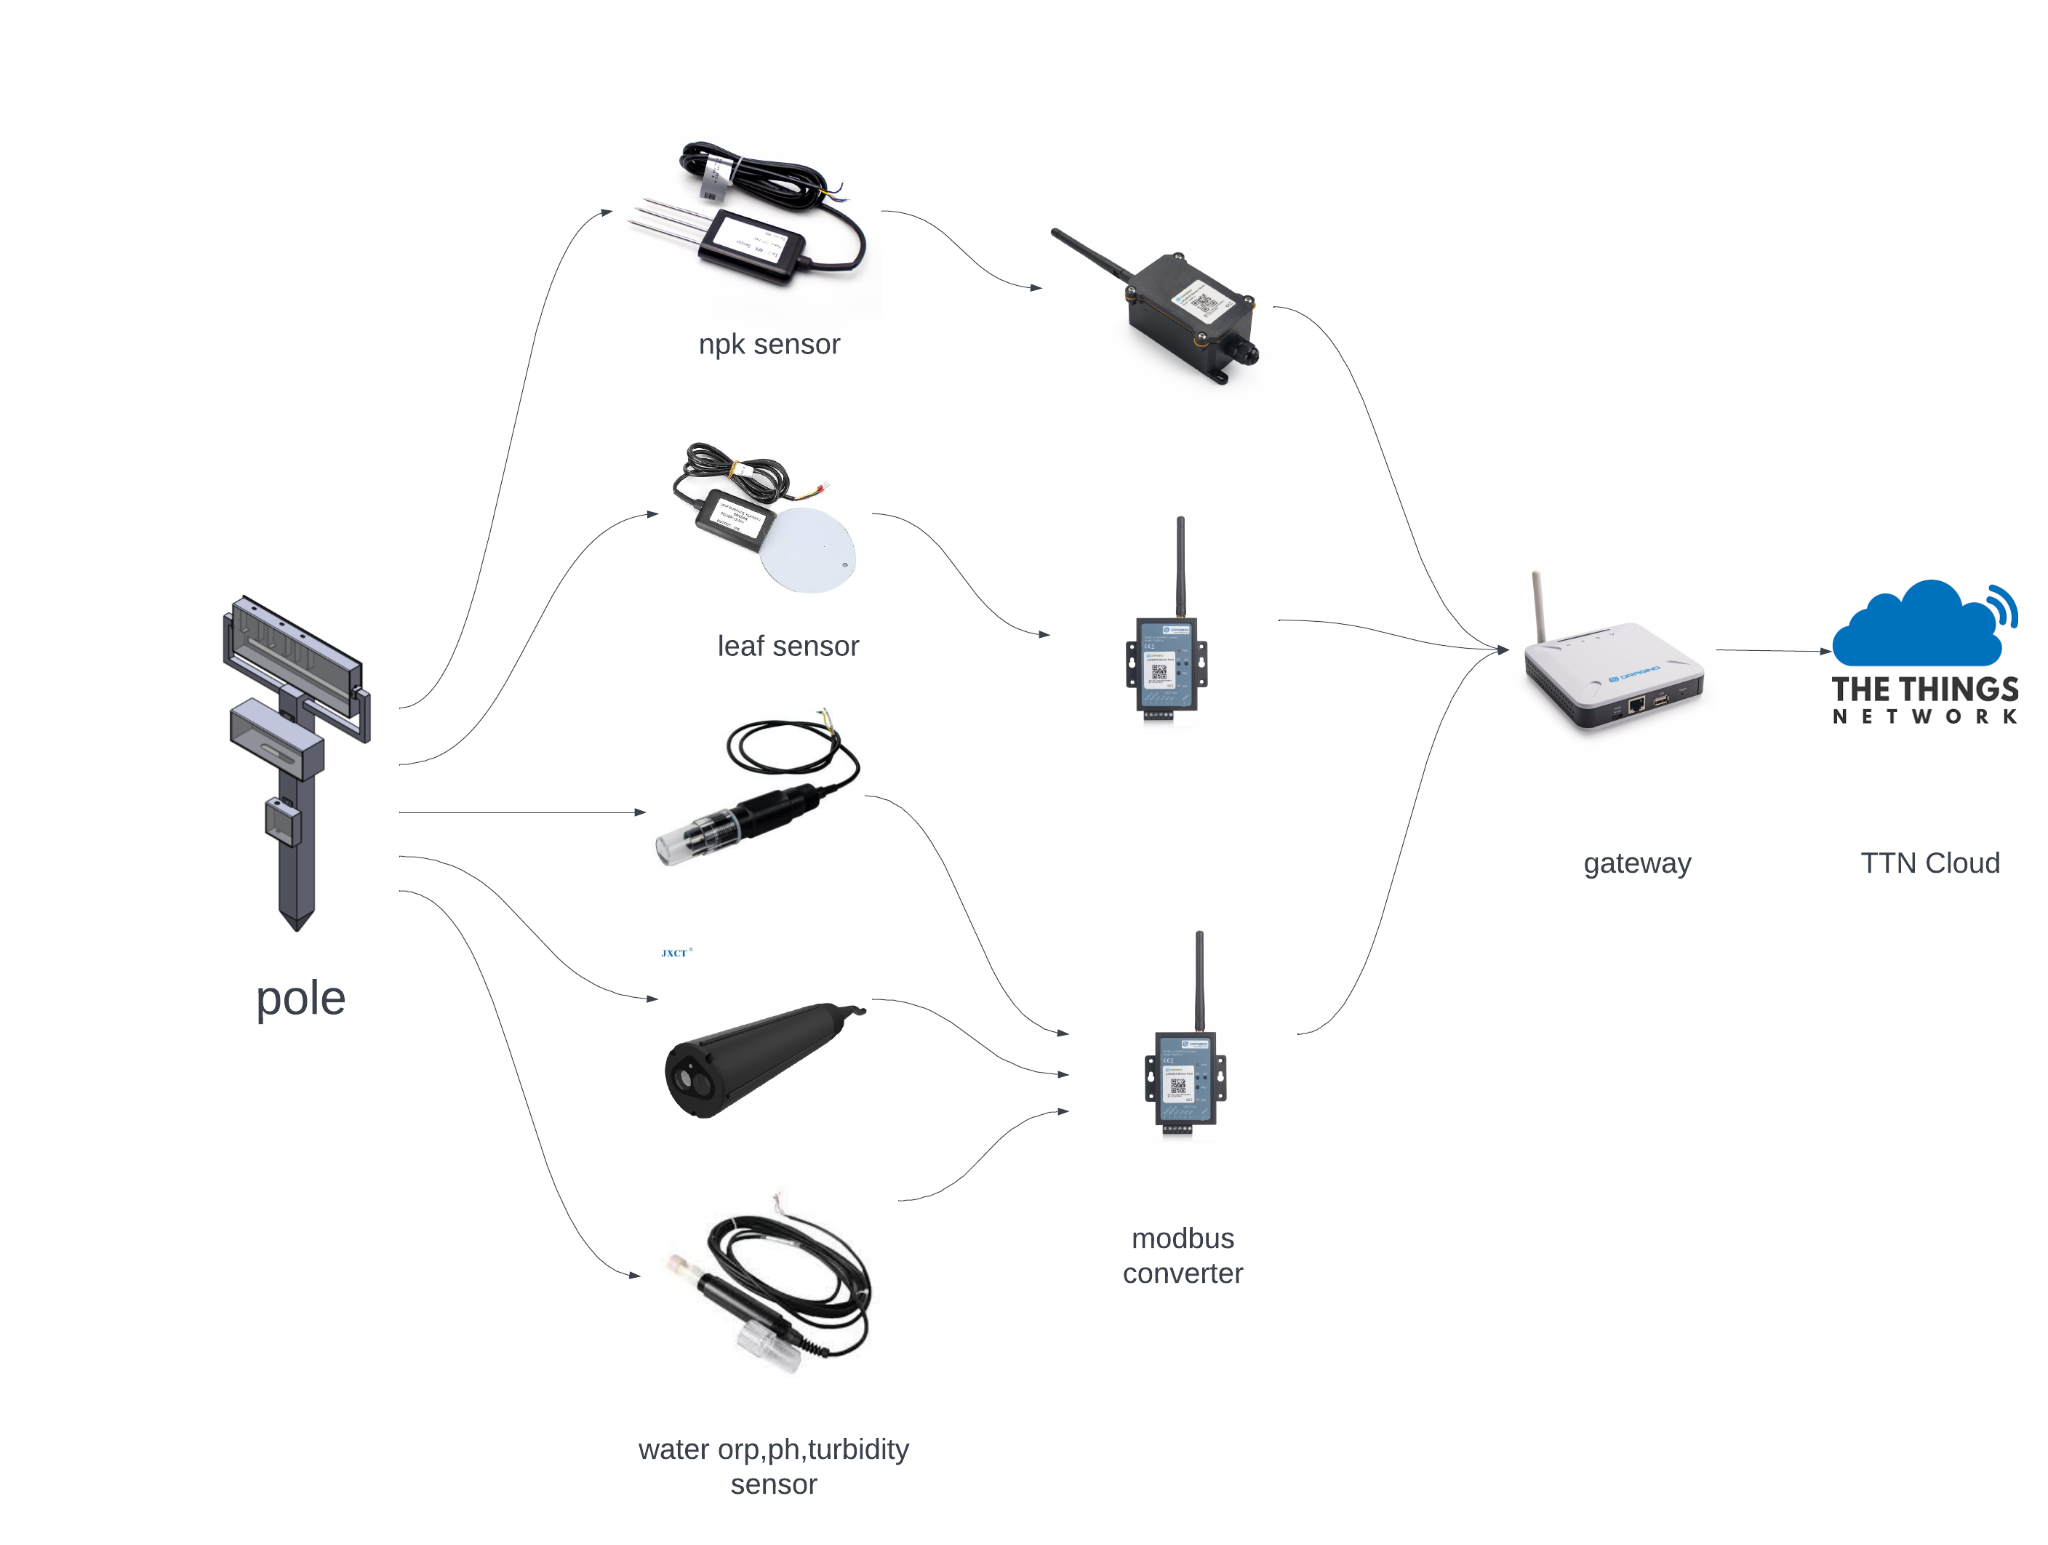 npk sensor
leaf sensor
pole
JXCT
water orp,ph,turbidity
sensor
modbus
converter
DRAGINO
gateway
THE THINGS
NETWORK
TTN Cloud